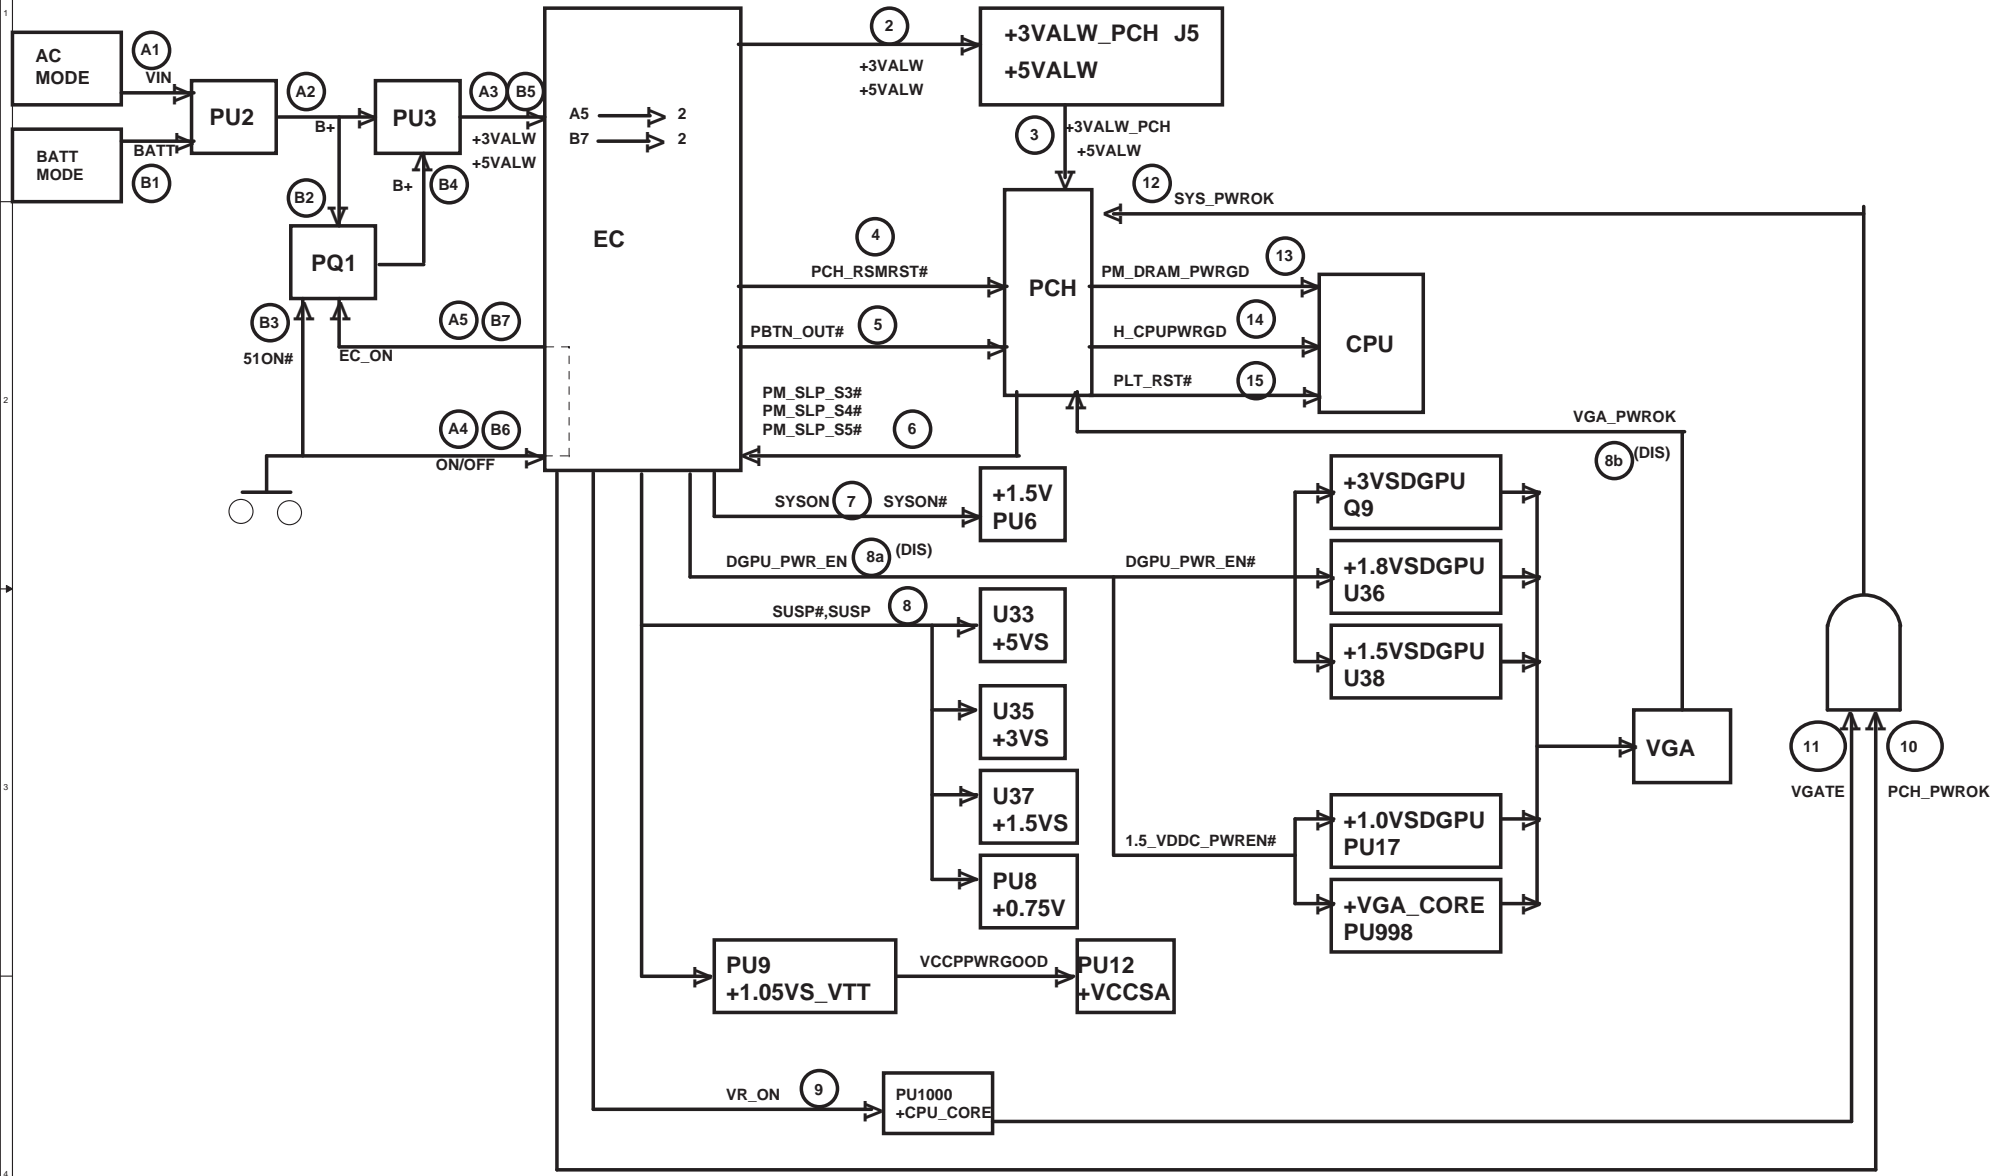 1
2
3
4
AC
MODE
A1
VIN
BATT
MODE
BATT
B1
PU2
A2
B+
PU3
A3
B5
+3VALW
+5VALW
B2
B+
B4
PQ1
B3
51ON#
A5
B7
EC_ON
A4
B6
ON/OFF
A5
2
B7
2
EC
2
+3VALW
+5VALW
+3VALW_PCH J5
+5VALW
3
+3VALW_PCH
+5VALW
12
SYS_PWROK
4
PCH_RSMRST#
PCH
PM_DRAM_PWRGD
13
PBTN_OUT#
5
H_CPUPWRGD
14
CPU
PLT_RST#
15
PM_SLP_S3#
PM_SLP_S4#
PM_SLP_S5#
6
VGA_PWROK
8b
(DIS)
SYSON
7
SYSON#
+1.5V
PU6
DGPU_PWR_EN
8a
(DIS)
DGPU_PWR_EN#
+3VSDGPU
Q9
+1.8VSDGPU
U36
+1.5VSDGPU
U38
SUSP#,SUSP
8
U33
+5VS
U35
+3VS
U37
+1.5VS
PU8
+0.75V
1.5_VDDC_PWREN#
+1.0VSDGPU
PU17
+VGA_CORE
PU998
VGA
11
VGATE
10
PCH_PWROK
PU9
+1.05VS_VTT
VCCPPWRGOOD
PU12
+VCCSA
VR_ON
9
PU1000
+CPU_CORE